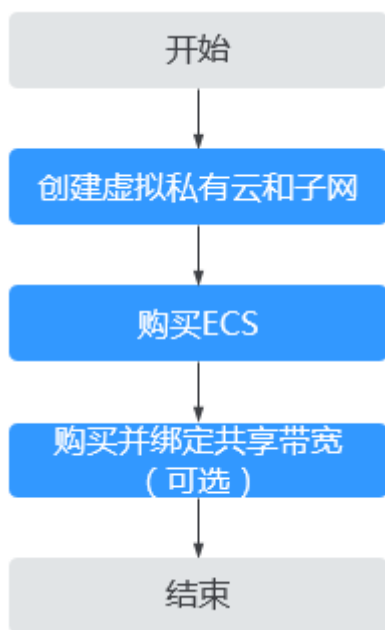 开始
创建虚拟私有云和子网
购买ECS
购买并绑定共享带宽
（可选）
结束